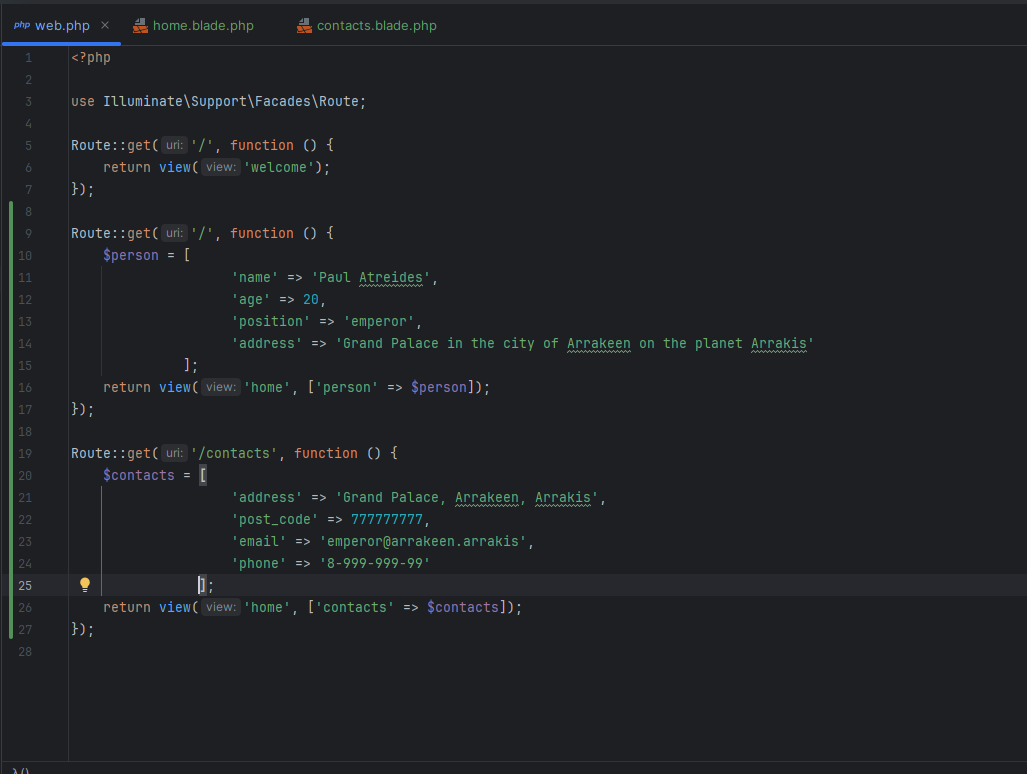 php web.php × home.blade.php contacts.blade.php
1 <?php
2
3 use Illuminate\Support\Facades\Route;
4
5 Route::get( uri: '/', function () {
6 return view( view: 'welcome');
7 });
8
9 Route::get( uri: '/', function () {
10 $person = [
11 'name' => 'Paul Atreides',
12 'age' => 20,
13 'position' => 'emperor',
14 'address' => 'Grand Palace in the city of Arrakeen on the planet Arrakis'
15 ];
16 return view( view: 'home', ['person' => $person]);
17 });
18
19 Route::get( uri: '/contacts', function () {
20 $contacts = [
21 'address' => 'Grand Palace, Arrakeen, Arrakis',
22 'post_code' => 777777777,
23 'email' => 'emperor@arrakeen.arrakis',
24 'phone' => '8-999-999-99'
25 ];
26 return view( view: 'home', ['contacts' => $contacts]);
27 });
28
λ()